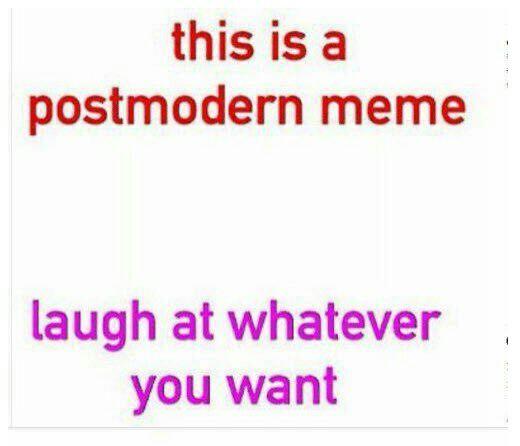 this is a
postmodern meme
laugh at whatever
you want